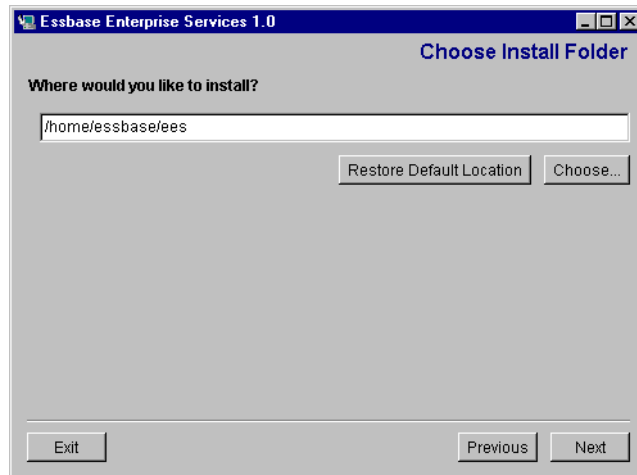 Essbase Enterprise Services 1.0
Choose Install Folder
Where would you like to install?
/home/essbase/ees
Restore Default Location Choose...
Exit Previous Next